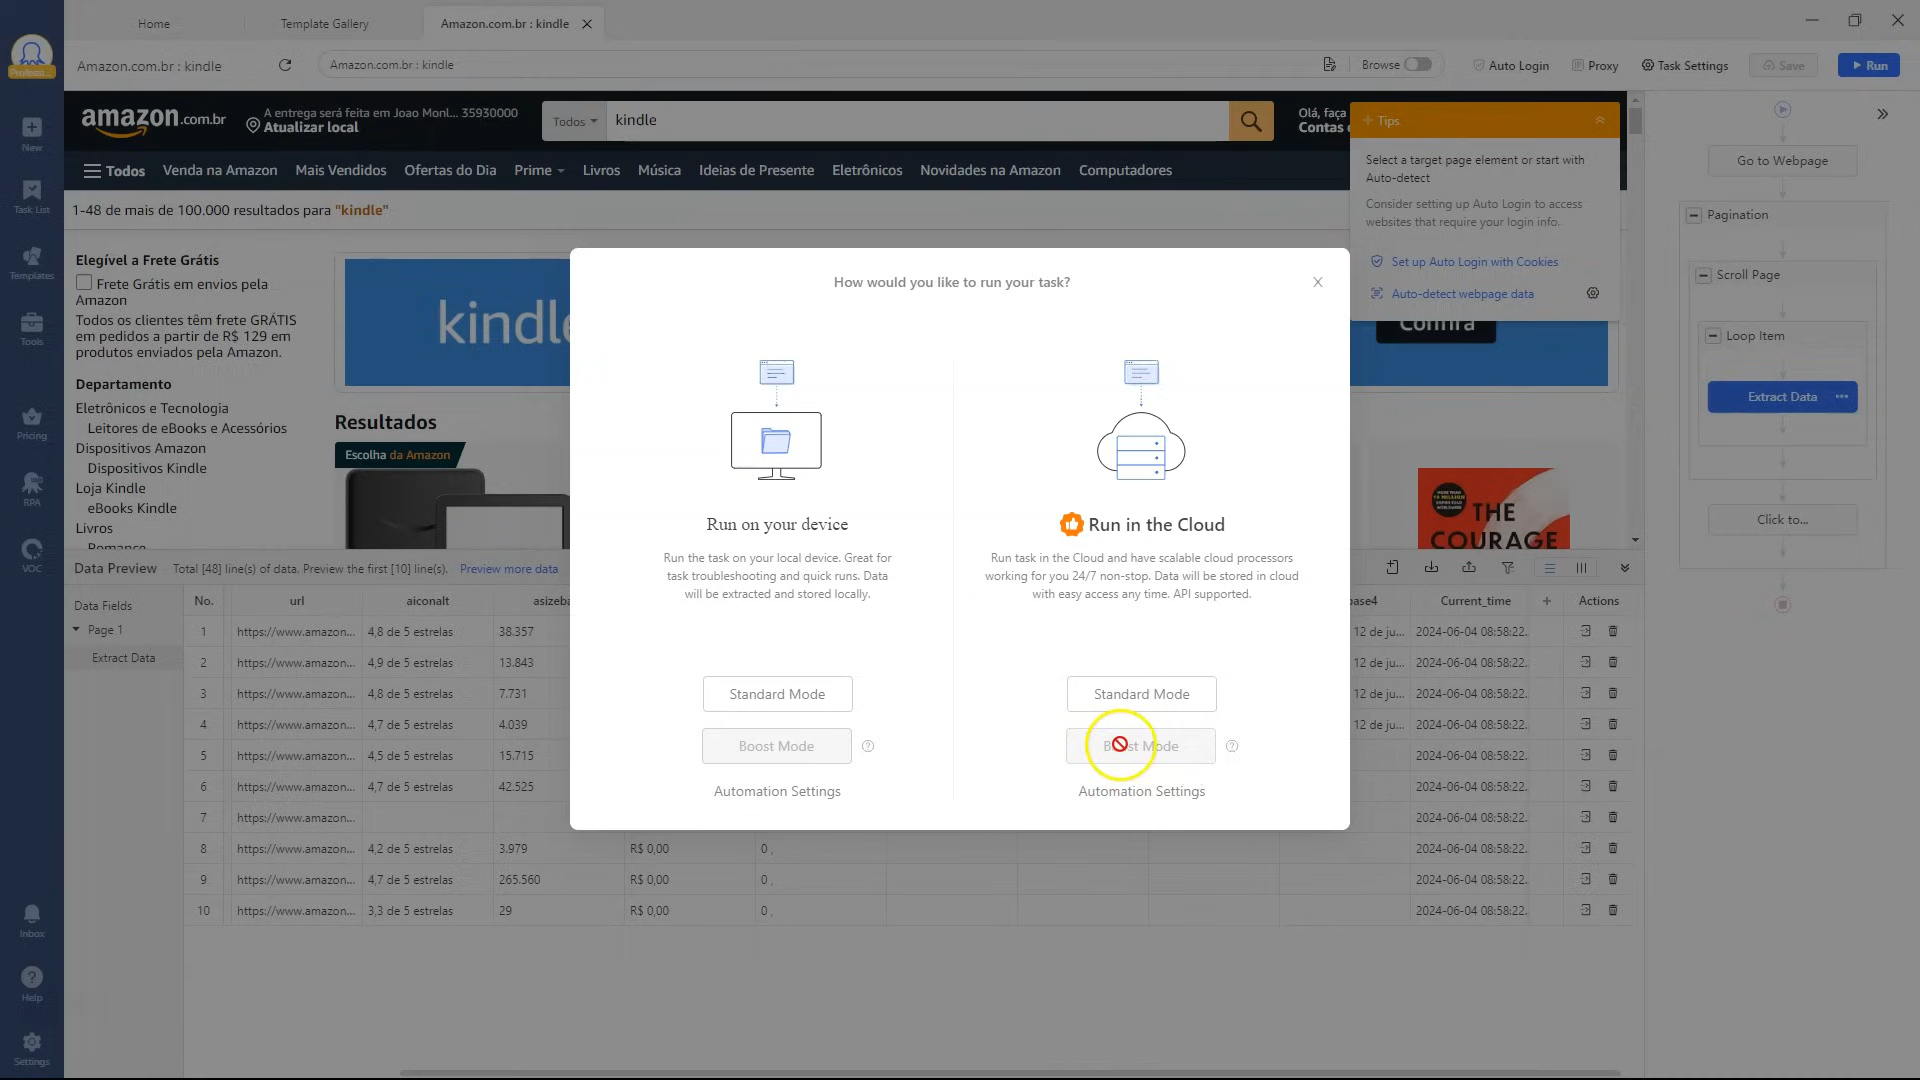 Home
Template Gallery
Amazon.com.br : kindle
Amazon.com.br : kindle
Amazon.com.br : kindle
Browse
Auto Login
Proxy
Task Settings
Save
Run
New
Task List
Templates
Tools
Pricing
RPA
VOC
Inbox
Help
Settings
amazon.com.br
A entrega será feita em Joao Monl... 35930000
Atualizar local
Todos
kindle
Olá, faça
Contas
Todos
Venda na Amazon
Mais Vendidos
Ofertas do Dia
Prime
Livros
Música
Ideias de Presente
Eletrônicos
Novidades na Amazon
Computadores
1-48 de mais de 100.000 resultados para "kindle"
Elegível a Frete Grátis
Frete Grátis em envios pela
Amazon
Todos os clientes têm frete GRÁTIS
em pedidos a partir de R$ 129 em
produtos enviados pela Amazon.
Departamento
Eletrônicos e Tecnologia
Leitores de eBooks e Acessórios
Dispositivos Amazon
Dispositivos Kindle
Loja Kindle
eBooks Kindle
Livros
Romance
kindle
Confira
Resultados
Escolha da Amazon
THE
COURAGE
Tips
Select a target page element or start with
Auto-detect
Consider setting up Auto Login to access
websites that require your login info.
Set up Auto Login with Cookies
Auto-detect webpage data
Go to Webpage
Pagination
Scroll Page
Loop Item
Extract Data
Click to...
How would you like to run your task?
Run on your device
Run the task on your local device. Great for
task troubleshooting and quick runs. Data
will be extracted and stored locally.
Standard Mode
Boost Mode
Automation Settings
Run in the Cloud
Run task in the Cloud and have scalable cloud processors
working for you 24/7 non-stop. Data will be stored in cloud
with easy access any time. API supported.
Standard Mode
Boost Mode
Automation Settings
Data Preview
Total [48] line(s) of data. Preview the first [10] line(s).
Preview more data
Data Fields
Page 1
Extract Data
No. url aiconalt asizeba base4 Current_time + Actions
1 https://www.amazon... 4,8 de 5 estrelas 38.357 12 de ju... 2024-06-04 08:58:22.
2 https://www.amazon... 4,9 de 5 estrelas 13.843 12 de ju... 2024-06-04 08:58:22.
3 https://www.amazon... 4,8 de 5 estrelas 7.731 12 de ju... 2024-06-04 08:58:22.
4 https://www.amazon... 4,7 de 5 estrelas 4.039 12 de ju... 2024-06-04 08:58:22.
5 https://www.amazon... 4,5 de 5 estrelas 15.715 2024-06-04 08:58:22.
6 https://www.amazon... 4,7 de 5 estrelas 42.525 2024-06-04 08:58:22.
7 https://www.amazon... 2024-06-04 08:58:22.
8 https://www.amazon... 4,2 de 5 estrelas 3.979 R$ 0,00 0 , 2024-06-04 08:58:22.
9 https://www.amazon... 4,7 de 5 estrelas 265.560 R$ 0,00 0 , 2024-06-04 08:58:22.
10 https://www.amazon... 3,3 de 5 estrelas 29 R$ 0,00 0 , 2024-06-04 08:58:22.